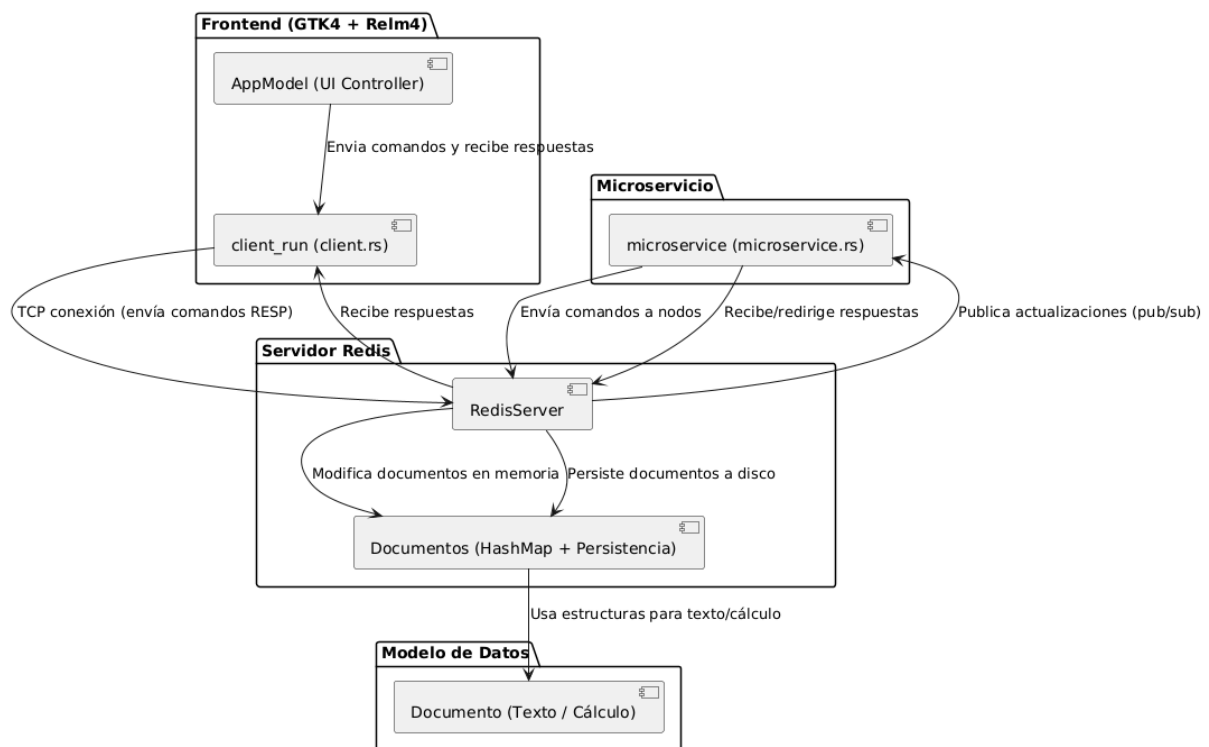 Frontend (GTK4 + Relm4)
AppModel (UI Controller)
Envia comandos y recibe respuestas
Microservicio
client_run (client.rs)
microservice (microservice.rs)
TCP conexión (envía comandos RESP)
Recibe respuestas
Envía comandos a nodos
Recibe/redirige respuestas
Publica actualizaciones (pub/sub)
Servidor Redis
RedisServer
Modifica documentos en memoria
Persiste documentos a disco
Documentos (HashMap + Persistencia)
Usa estructuras para texto/cálculo
Modelo de Datos
Documento (Texto / Cálculo)